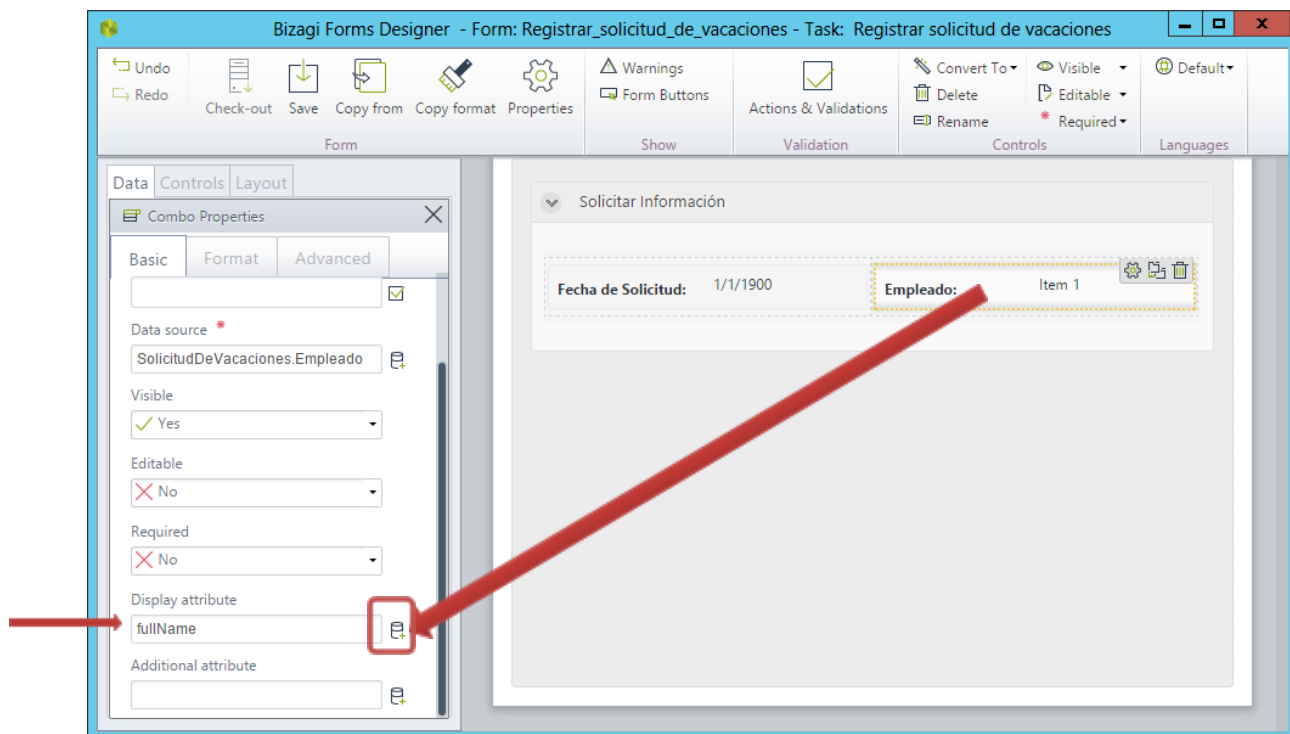 Bizagi Forms Designer - Form: Registrar_solicitud_de_vacaciones - Task: Registrar solicitud de vacaciones
Undo
Redo
Check-out
Save
Copy from
Copy format
Properties
Form
Warnings
Form Buttons
Show
Actions & Validations
Validation
Convert To
Delete
Rename
Visible
Editable
Required
Controls
Default
Languages
Data Controls Layout
Combo Properties
Basic Format Advanced
Data source *
SolicitudDeVacaciones.Empleado
Visible
Yes
Editable
No
Required
No
Display attribute
fullName
Additional attribute
Solicitar Información
Fecha de Solicitud: 1/1/1900
Empleado: Item 1